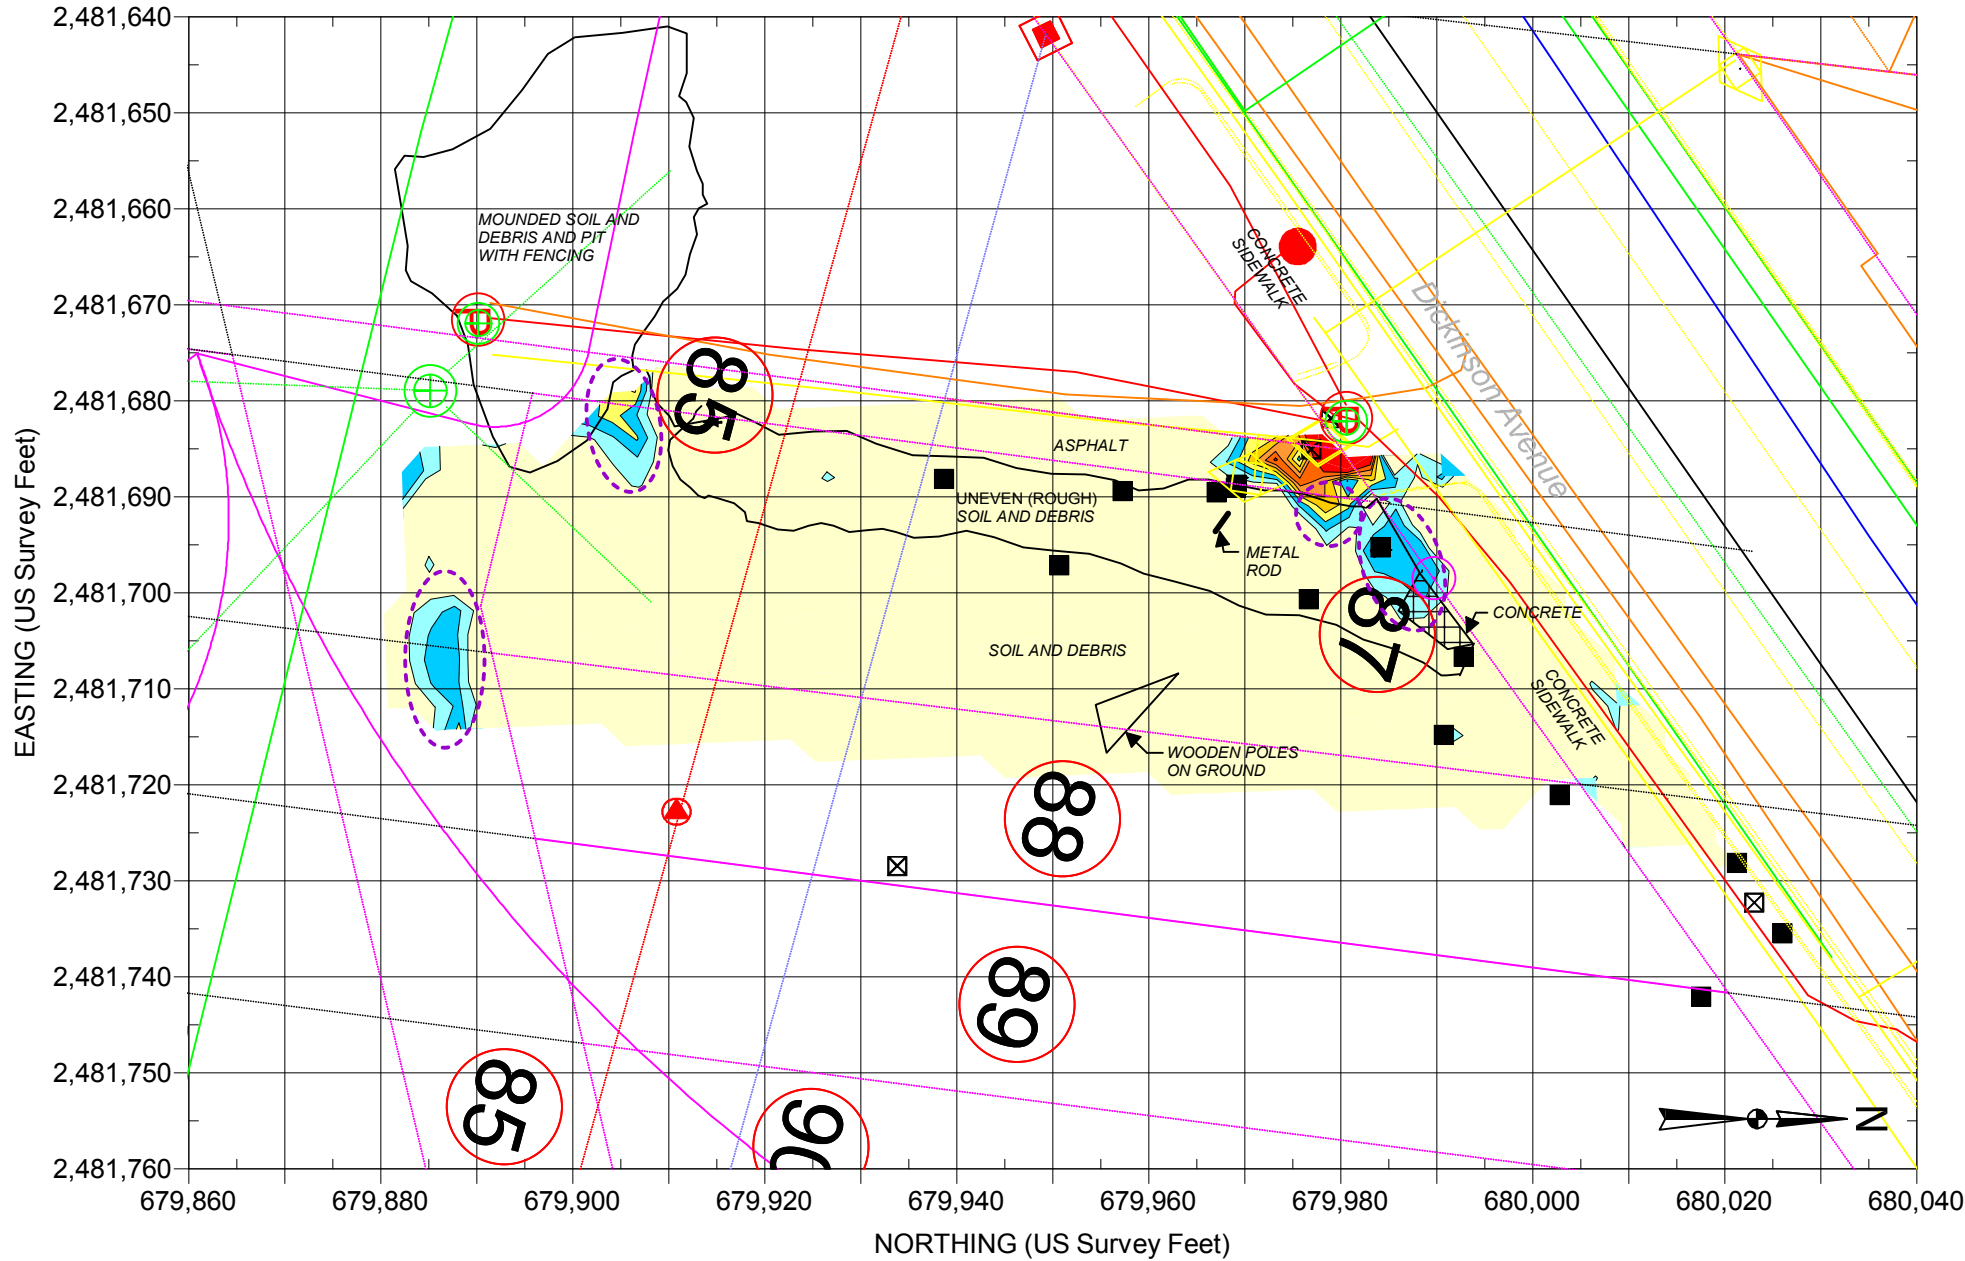 2,481,640
2,481,650
2,481,660
2,481,670
2,481,680
2,481,690
2,481,700
2,481,710
2,481,720
2,481,730
2,481,740
2,481,750
2,481,760
EASTING (US Survey Feet)
679,860
679,880
679,900
679,920
679,940
679,960
679,980
680,000
680,020
680,040
NORTHING (US Survey Feet)
MOUNDED SOIL AND
DEBRIS AND PIT
WITH FENCING
CONCRETE
SIDEWALK
Dickinson Avenue
85
ASPHALT
UNEVEN (ROUGH)
SOIL AND DEBRIS
METAL
ROD
87
CONCRETE
SOIL AND DEBRIS
CONCRETE
SIDEWALK
WOODEN POLES
ON GROUND
88
89
85
90
N